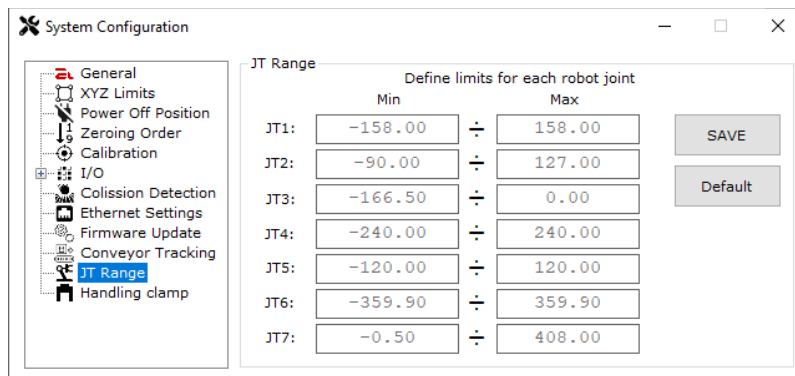 System Configuration
General
XYZ Limits
Power Off Position
Zeroing Order
Calibration
I/O
Colission Detection
Ethernet Settings
Firmware Update
Conveyor Tracking
JT Range
Handling clamp
JT Range
Define limits for each robot joint
Min Max
JT1: -158.00 ÷ 158.00
JT2: -90.00 ÷ 127.00
JT3: -166.50 ÷ 0.00
JT4: -240.00 ÷ 240.00
JT5: -120.00 ÷ 120.00
JT6: -359.90 ÷ 359.90
JT7: -0.50 ÷ 408.00
SAVE
Default